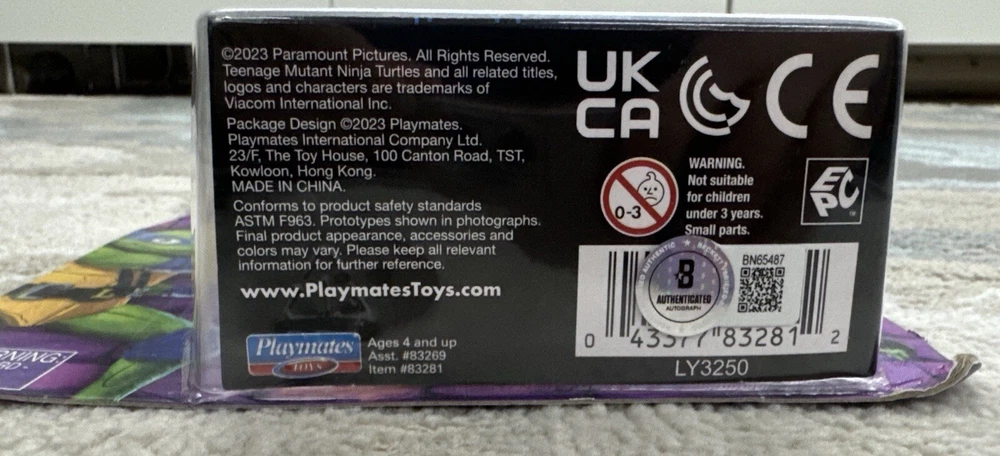 ©2023 Paramount Pictures. All Rights Reserved.
Teenage Mutant Ninja Turtles and all related titles,
logos and characters are trademarks of
Viacom International Inc.
Package Design ©2023 Playmates.
Playmates International Company Ltd.
23/F, The Toy House, 100 Canton Road, TST,
Kowloon, Hong Kong.
MADE IN CHINA.
Conforms to product safety standards
ASTM F963. Prototypes shown in photographs.
Final product appearance, accessories and
colors may vary. Please keep all relevant
information for further reference.
www.PlaymatesToys.com
Playmates
TOYS
Ages 4 and up
Asst. #83269
Item #83281
UK
CA
CE
0-3
WARNING.
Not suitable
for children
under 3 years.
Small parts.
EPC
AUTHENTIC
B
AUTHENTICATED
AUTOGRAPH
BN65487
0 43377 83281 2
LY3250